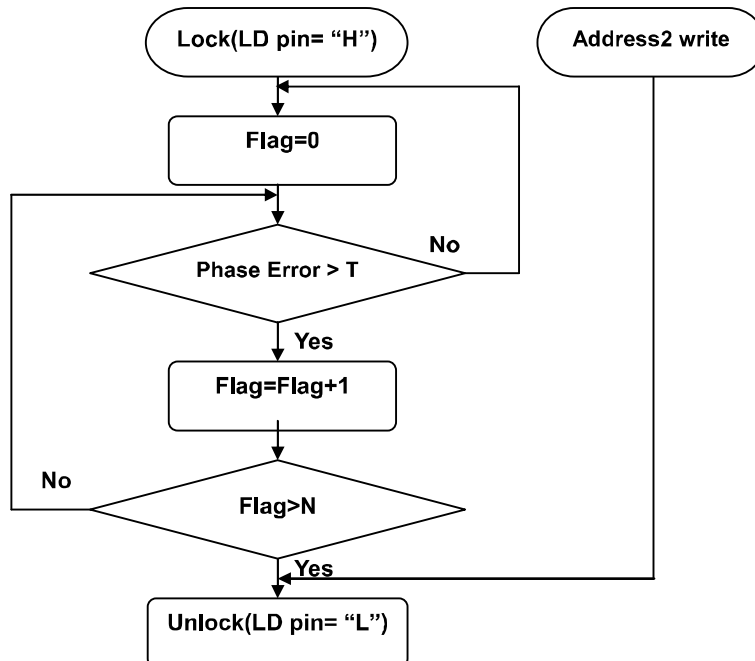 Lock(LD pin= “H”)
Address2 write
Flag=0
No
Phase Error > T
Yes
Flag=Flag+1
No
Flag>N
Yes
Unlock(LD pin= “L”)